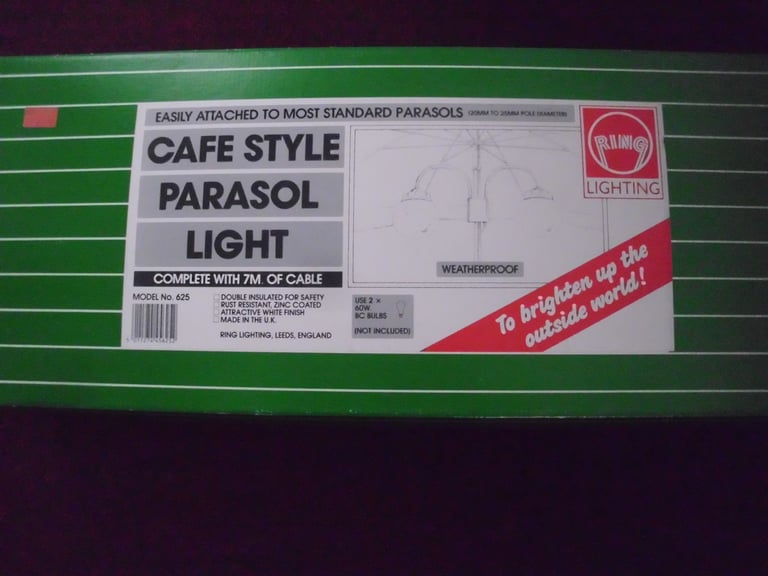 EASILY ATTACHED TO MOST STANDARD PARASOLS (20MM TO 25MM POLE DIAMETER)
CAFE STYLE
PARASOL
LIGHT
COMPLETE WITH 7M. OF CABLE
MODEL No. 625
DOUBLE INSULATED FOR SAFETY
RUST RESISTANT, ZINC COATED
ATTRACTIVE WHITE FINISH
MADE IN THE U.K.
RING LIGHTING, LEEDS, ENGLAND
WEATHERPROOF
USE 2 x
60W.
BC BULBS
(NOT INCLUDED)
RING
LIGHTING
To brighten up the
outside world!